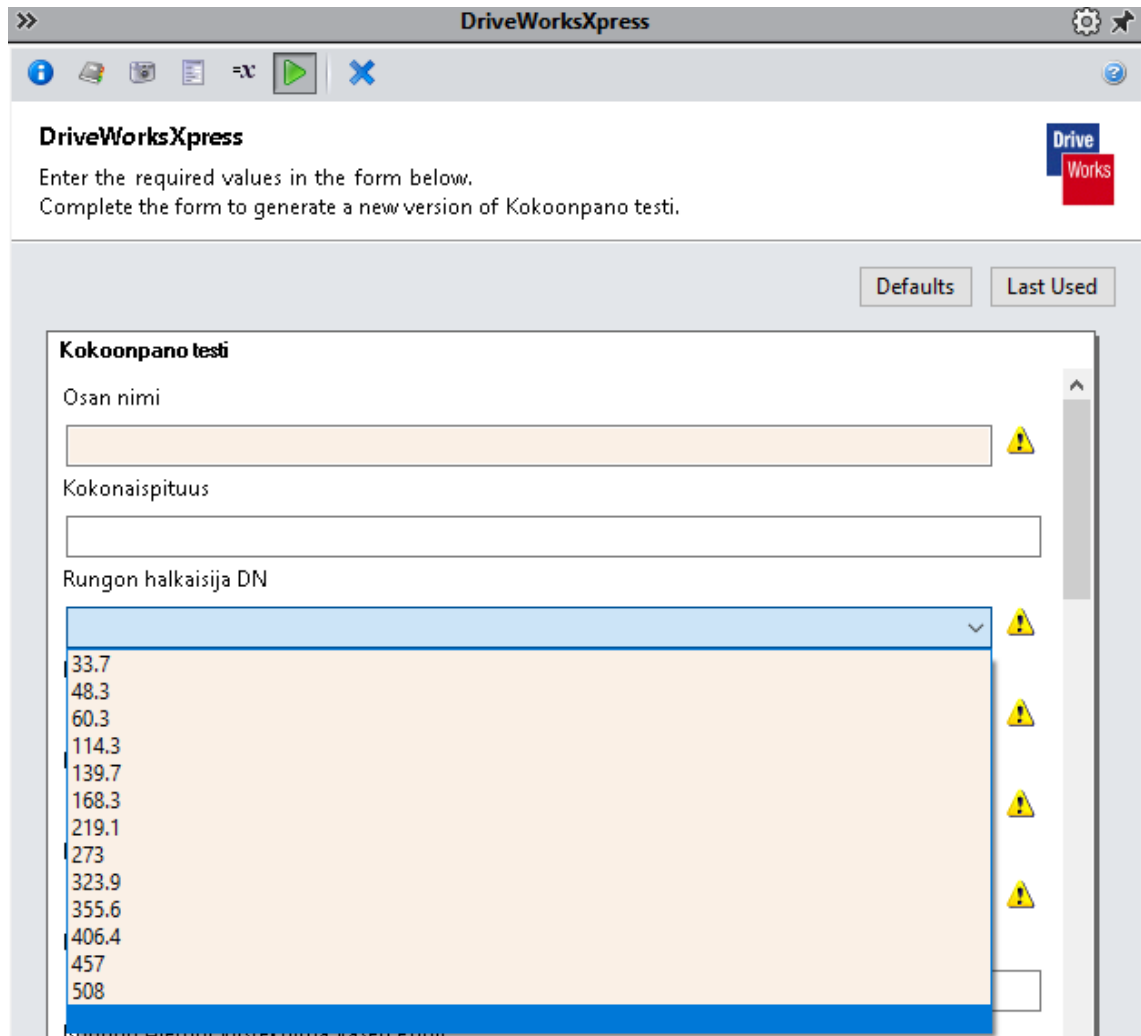 DriveWorksXpress
=x
DriveWorksXpress
Drive
Works
Enter the required values in the form below.
Complete the form to generate a new version of Kokoonpano testi.
Defaults
Last Used
Kokoonpano testi
Osan nimi
Kokonaispituus
Rungon halkaisija DN
33.7
48.3
60.3
114.3
139.7
168.3
219.1
273
323.9
355.6
406.4
457
508